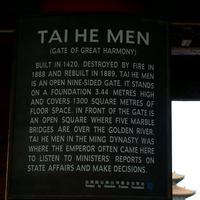 TAI HE MEN
(GATE OF GREAT HARMONY)
BUILT IN 1420, DESTROYED BY FIRE IN
1888 AND REBUILT IN 1889, TAI HE MEN
IS AN OPEN NINE-SIDED GATE. IT STANDS
ON A FOUNDATION 3.44 METRES HIGH
AND COVERS 1300 SQUARE METRES OF
FLOOR SPACE. IN FRONT OF THE GATE IS
AN OPEN SQUARE WHERE FIVE MARBLE
BRIDGES ARE OVER THE GOLDEN RIVER.
TAI HE MEN IN THE MING DYNASTY WAS
WHERE THE EMPEROR OFTEN CAME HERE
TO LISTEN TO MINISTERS' REPORTS ON
STATE AFFAIRS AND MAKE DECISIONS.